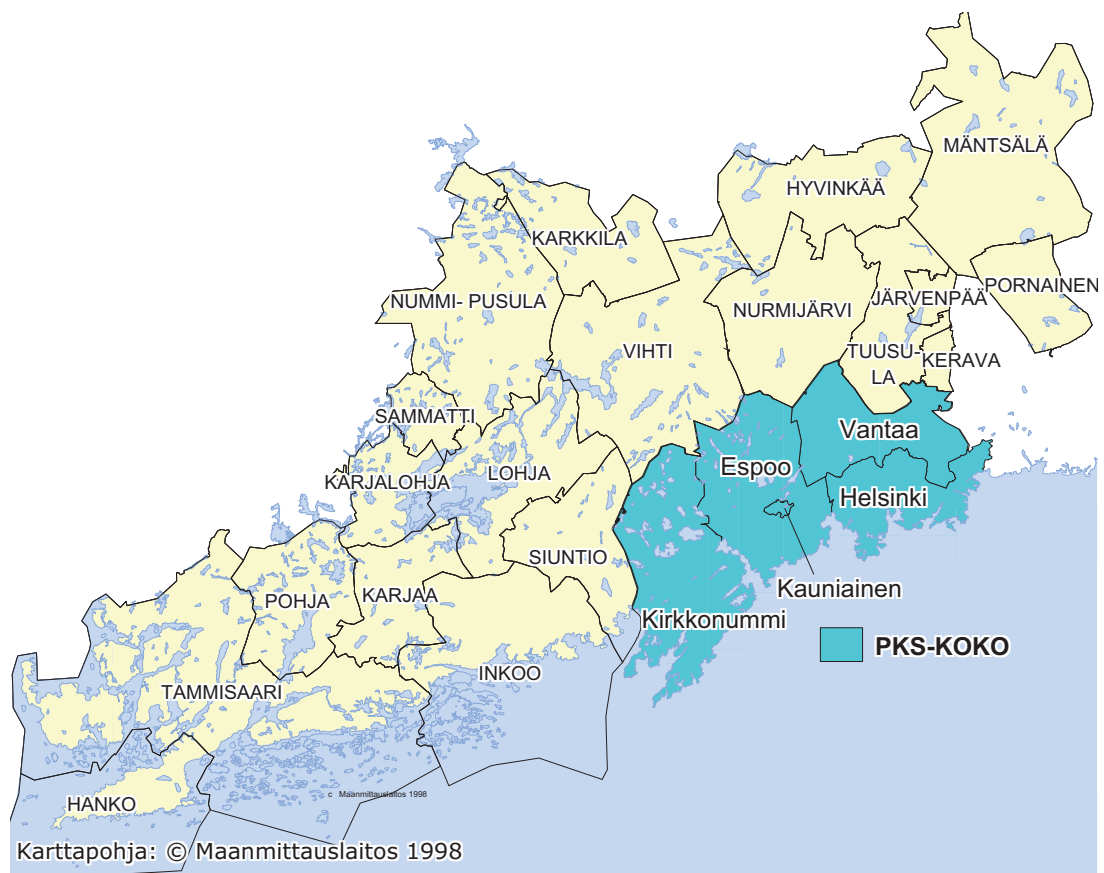 MÄNTSÄLÄ
HYVINKÄÄ
KARKKILA
PORNAINEN
JÄRVENPÄÄ
NUMMI- PUSULA
NURMIJÄRVI
VIHTI
TUUSU-
LA
KERAVA
SAMMATTI
Vantaa
Espoo
LOHJA
KARJALOHJA
Helsinki
SIUNTIO
Kauniainen
KARJAA
POHJA
Kirkkonummi
PKS-KOKO
INKOO
TAMMISAARI
c Maanmittauslaitos 1998
HANKO
Karttapohja: © Maanmittauslaitos 1998